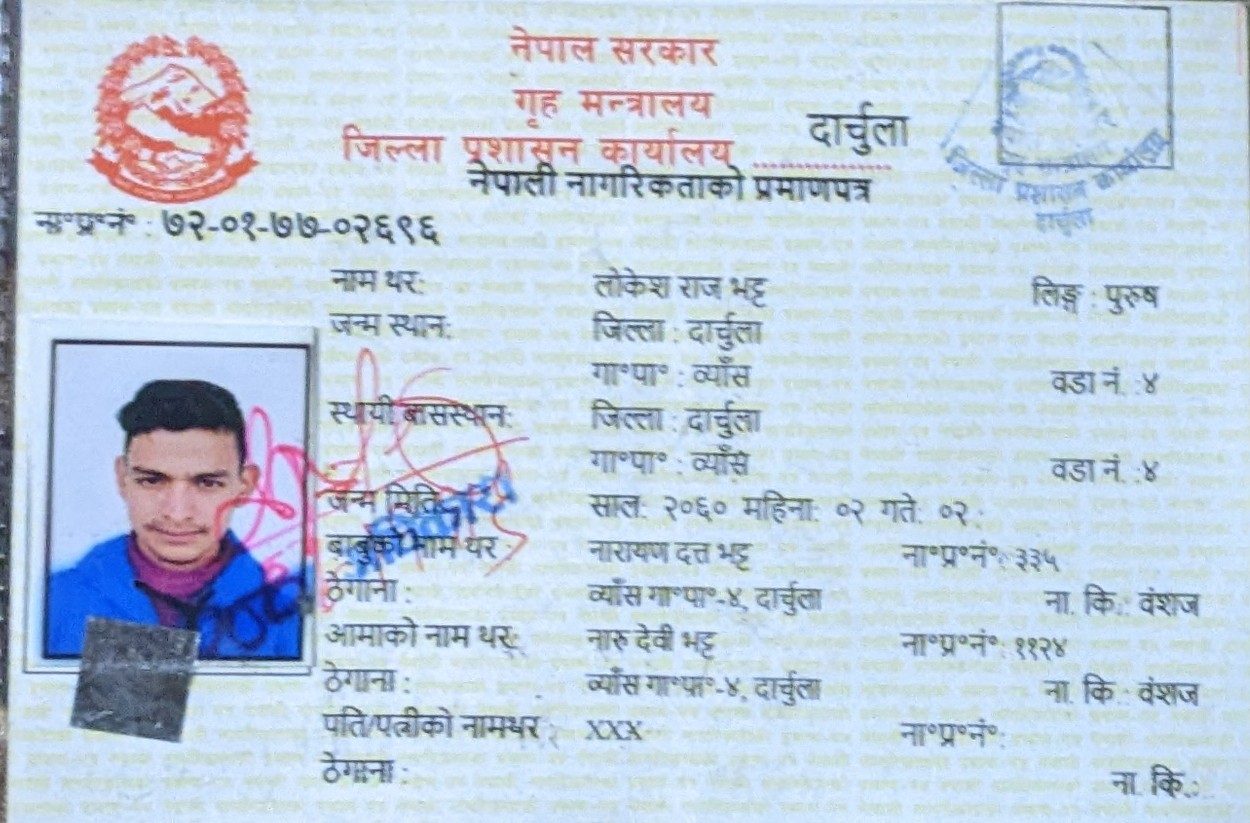 नेपाल सरकार
गृह मन्त्रालय
जिल्ला प्रशासन कार्यालय ................ दार्चुला
नेपाली नागरिकताको प्रमाणपत्र
जिल्ला प्रशासन कार्यालय
दार्चुला
ना°प्र°नं° : ७२-०१-७७-०२६९६
नाम थर: लोकेश राज भट्ट लिङ्ग : पुरुष
जन्म स्थान: जिल्ला : दार्चुला
गा°पा° : व्याँस वडा नं. :४
स्थायी बासस्थान: जिल्ला : दार्चुला
गा°पा° : व्याँस वडा नं. :४
जन्म मिति: साल: २०६० महिना: ०२ गते: ०२
बाबुको नाम थर : नारायण दत्त भट्ट ना°प्र°नं°: ३३५
ठेगाना : व्याँस गा°पा°-४, दार्चुला ना. कि.: वंशज
आमाको नाम थर: नारु देवी भट्ट ना°प्र°नं°: ११२४
ठेगाना : व्याँस गा°पा°-४, दार्चुला ना. कि : वंशज
पति/पत्नीको नामथर : XXX ना°प्र°नं°:
ठेगाना : ना. कि.: